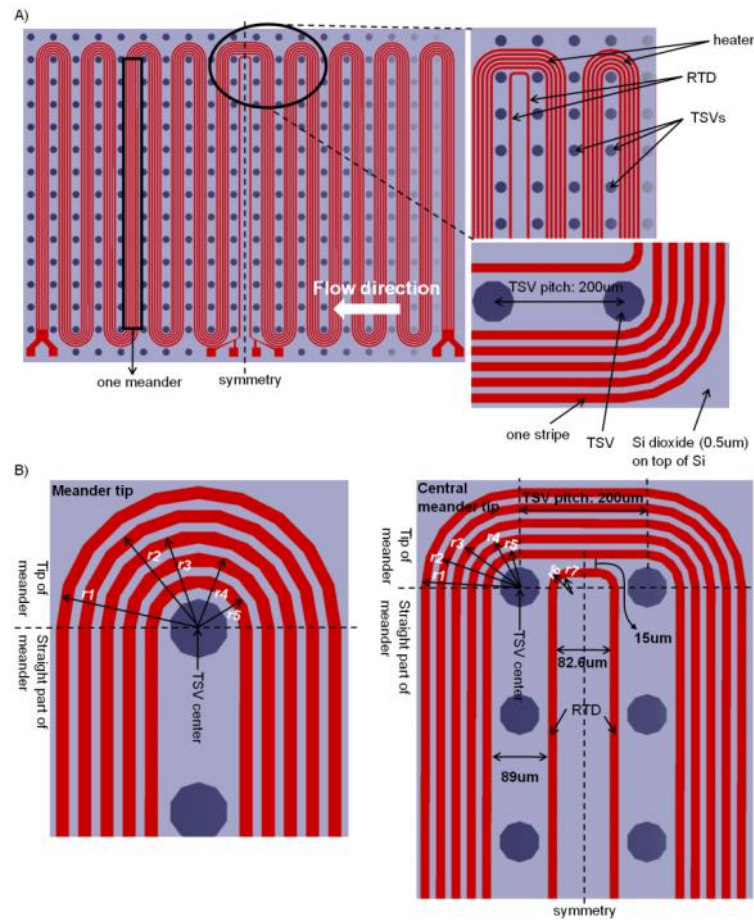 A)
heater
RTD
TSVs
Flow direction
one meander
symmetry
TSV pitch: 200um
one stripe
TSV
Si dioxide (0.5um)
on top of Si
B)
Meander tip
Tip of
meander
Straight part of
meander
r1
r2
r3
r4
r5
TSV center
Central
meander tip
TSV pitch: 200um
Tip of
meander
Straight part of
meander
r1
r2
r3
r4
r5
r6
r7
TSV center
15um
82.6um
RTD
89um
symmetry